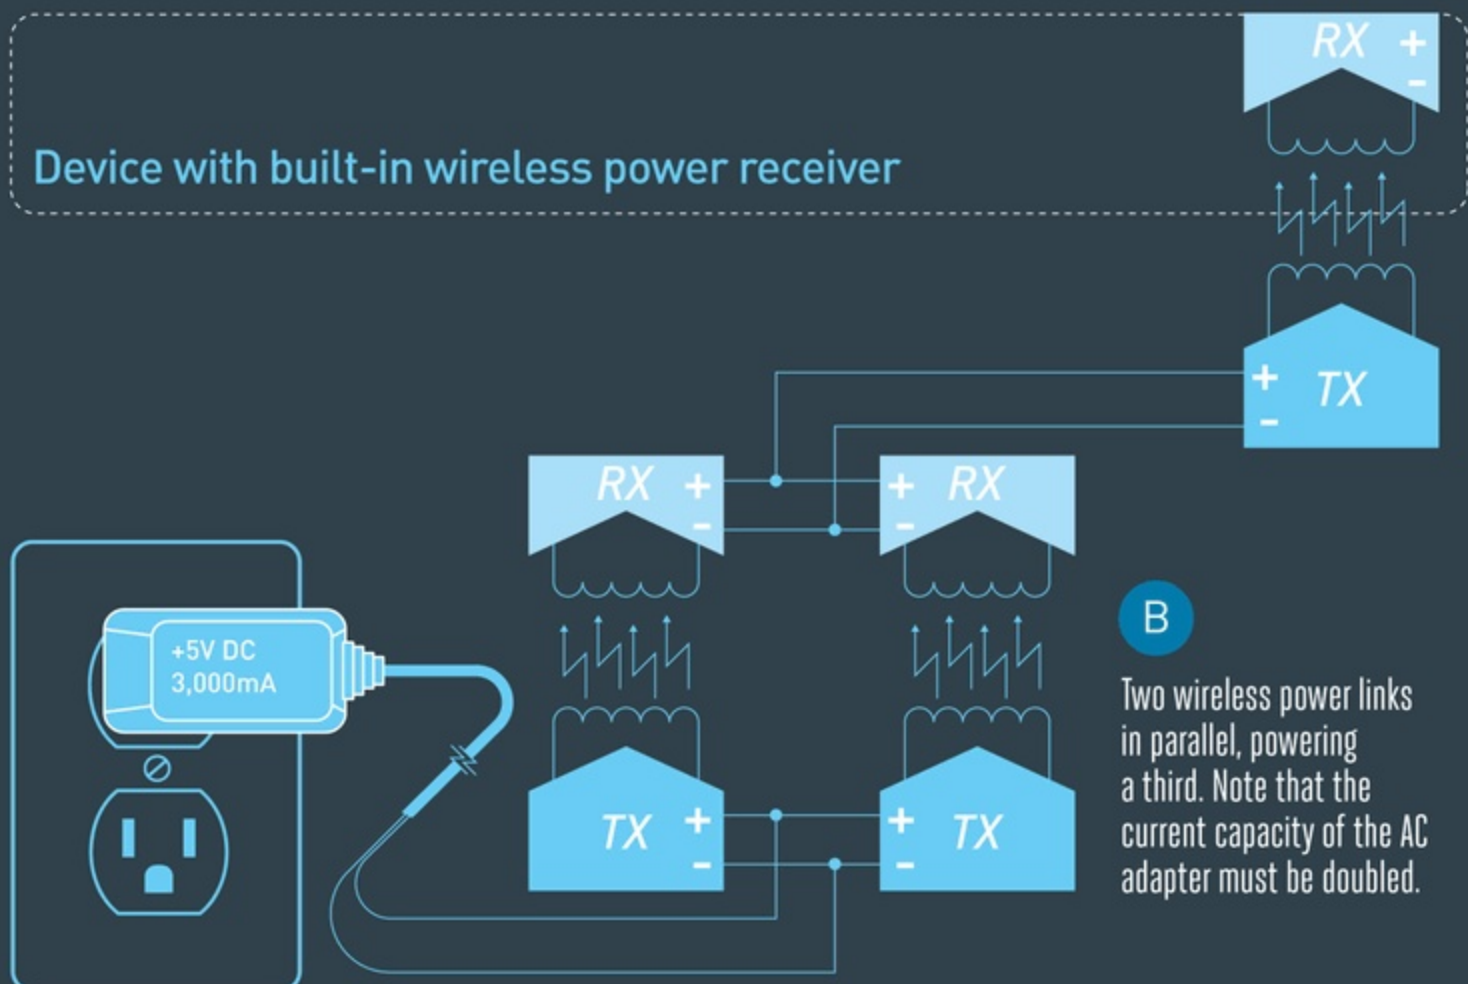 RX + -
Device with built-in wireless power receiver
+ - TX
RX + -
+ - RX
+5V DC
3,000mA
TX + -
+ - TX
B
Two wireless power links
in parallel, powering
a third. Note that the
current capacity of the AC
adapter must be doubled.